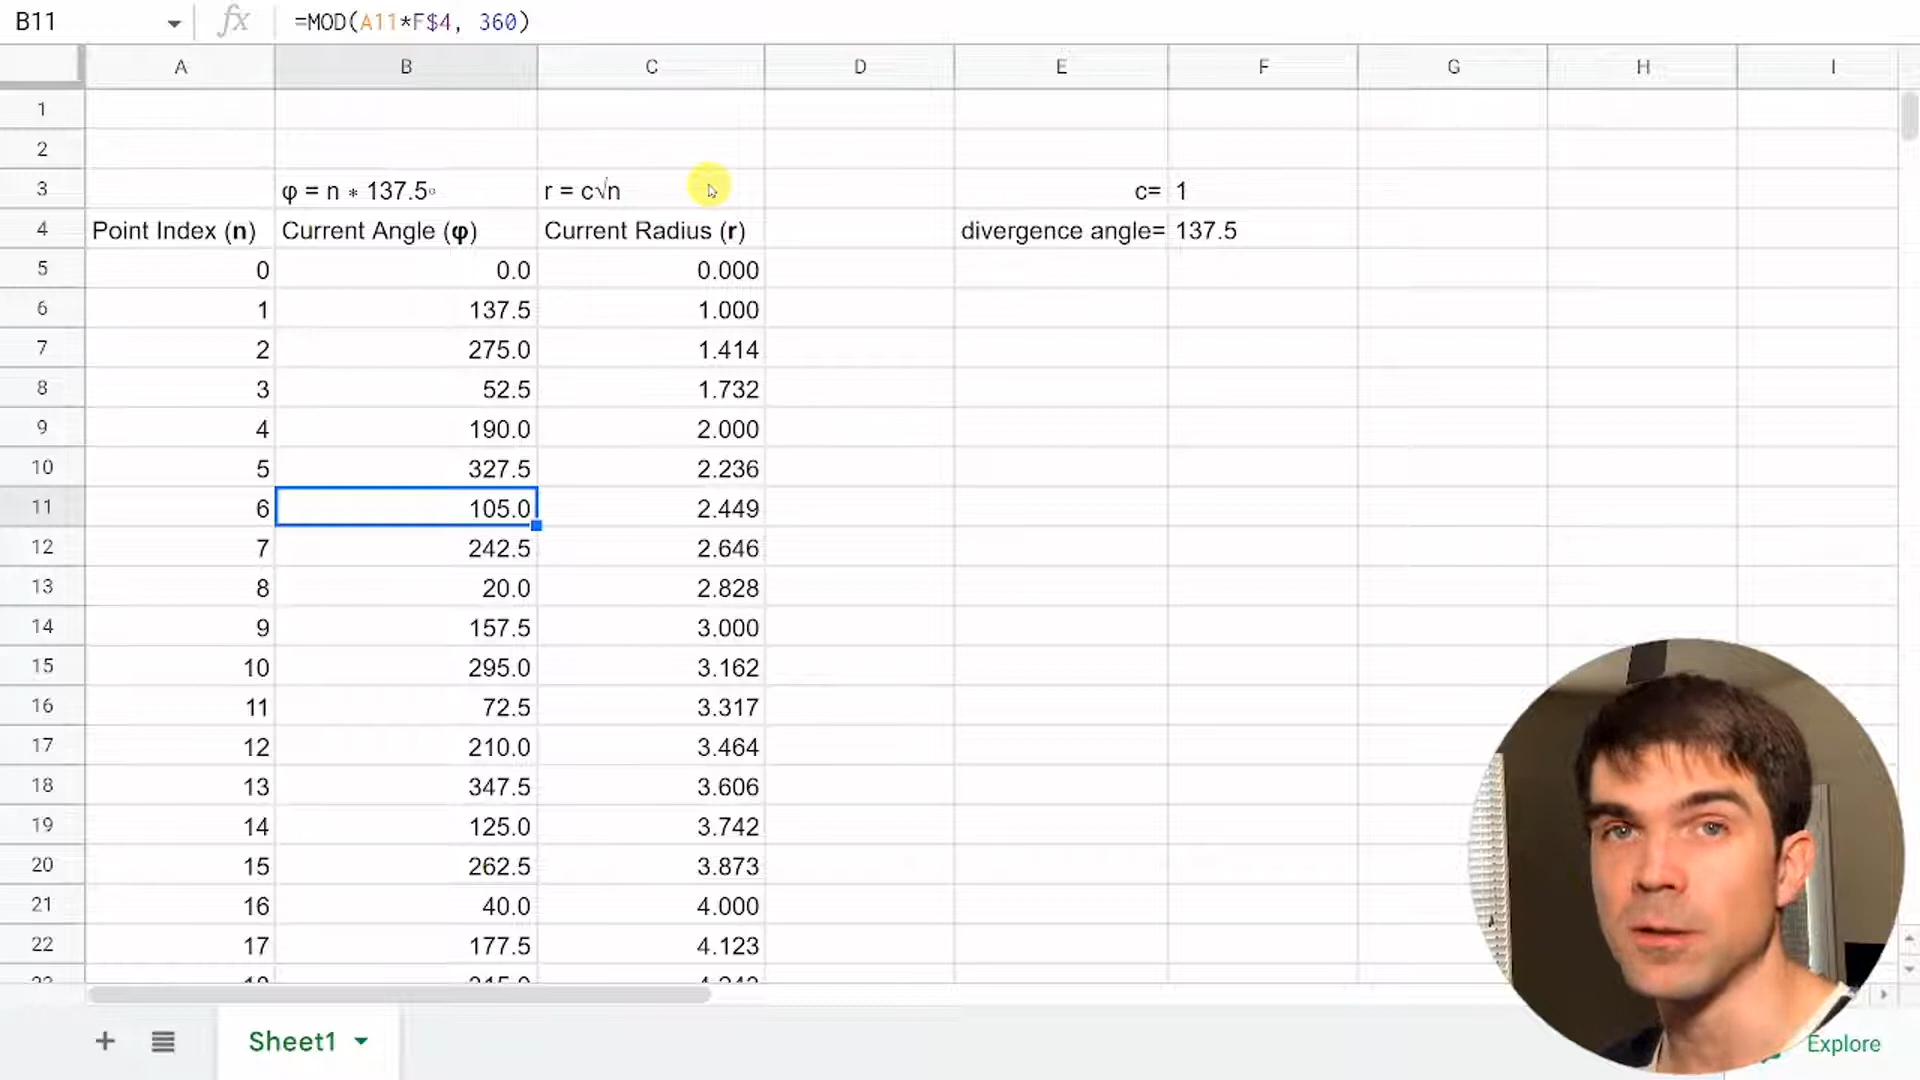 B11 fx =MOD(A11*F$4, 360)
A B C D E F G H I
1
2
3 φ = n * 137.5° r = c√n c= 1
4 Point Index (n) Current Angle (φ) Current Radius (r) divergence angle= 137.5
5 0 0.0 0.000
6 1 137.5 1.000
7 2 275.0 1.414
8 3 52.5 1.732
9 4 190.0 2.000
10 5 327.5 2.236
11 6 105.0 2.449
12 7 242.5 2.646
13 8 20.0 2.828
14 9 157.5 3.000
15 10 295.0 3.162
16 11 72.5 3.317
17 12 210.0 3.464
18 13 347.5 3.606
19 14 125.0 3.742
20 15 262.5 3.873
21 16 40.0 4.000
22 17 177.5 4.123
Sheet1 Explore